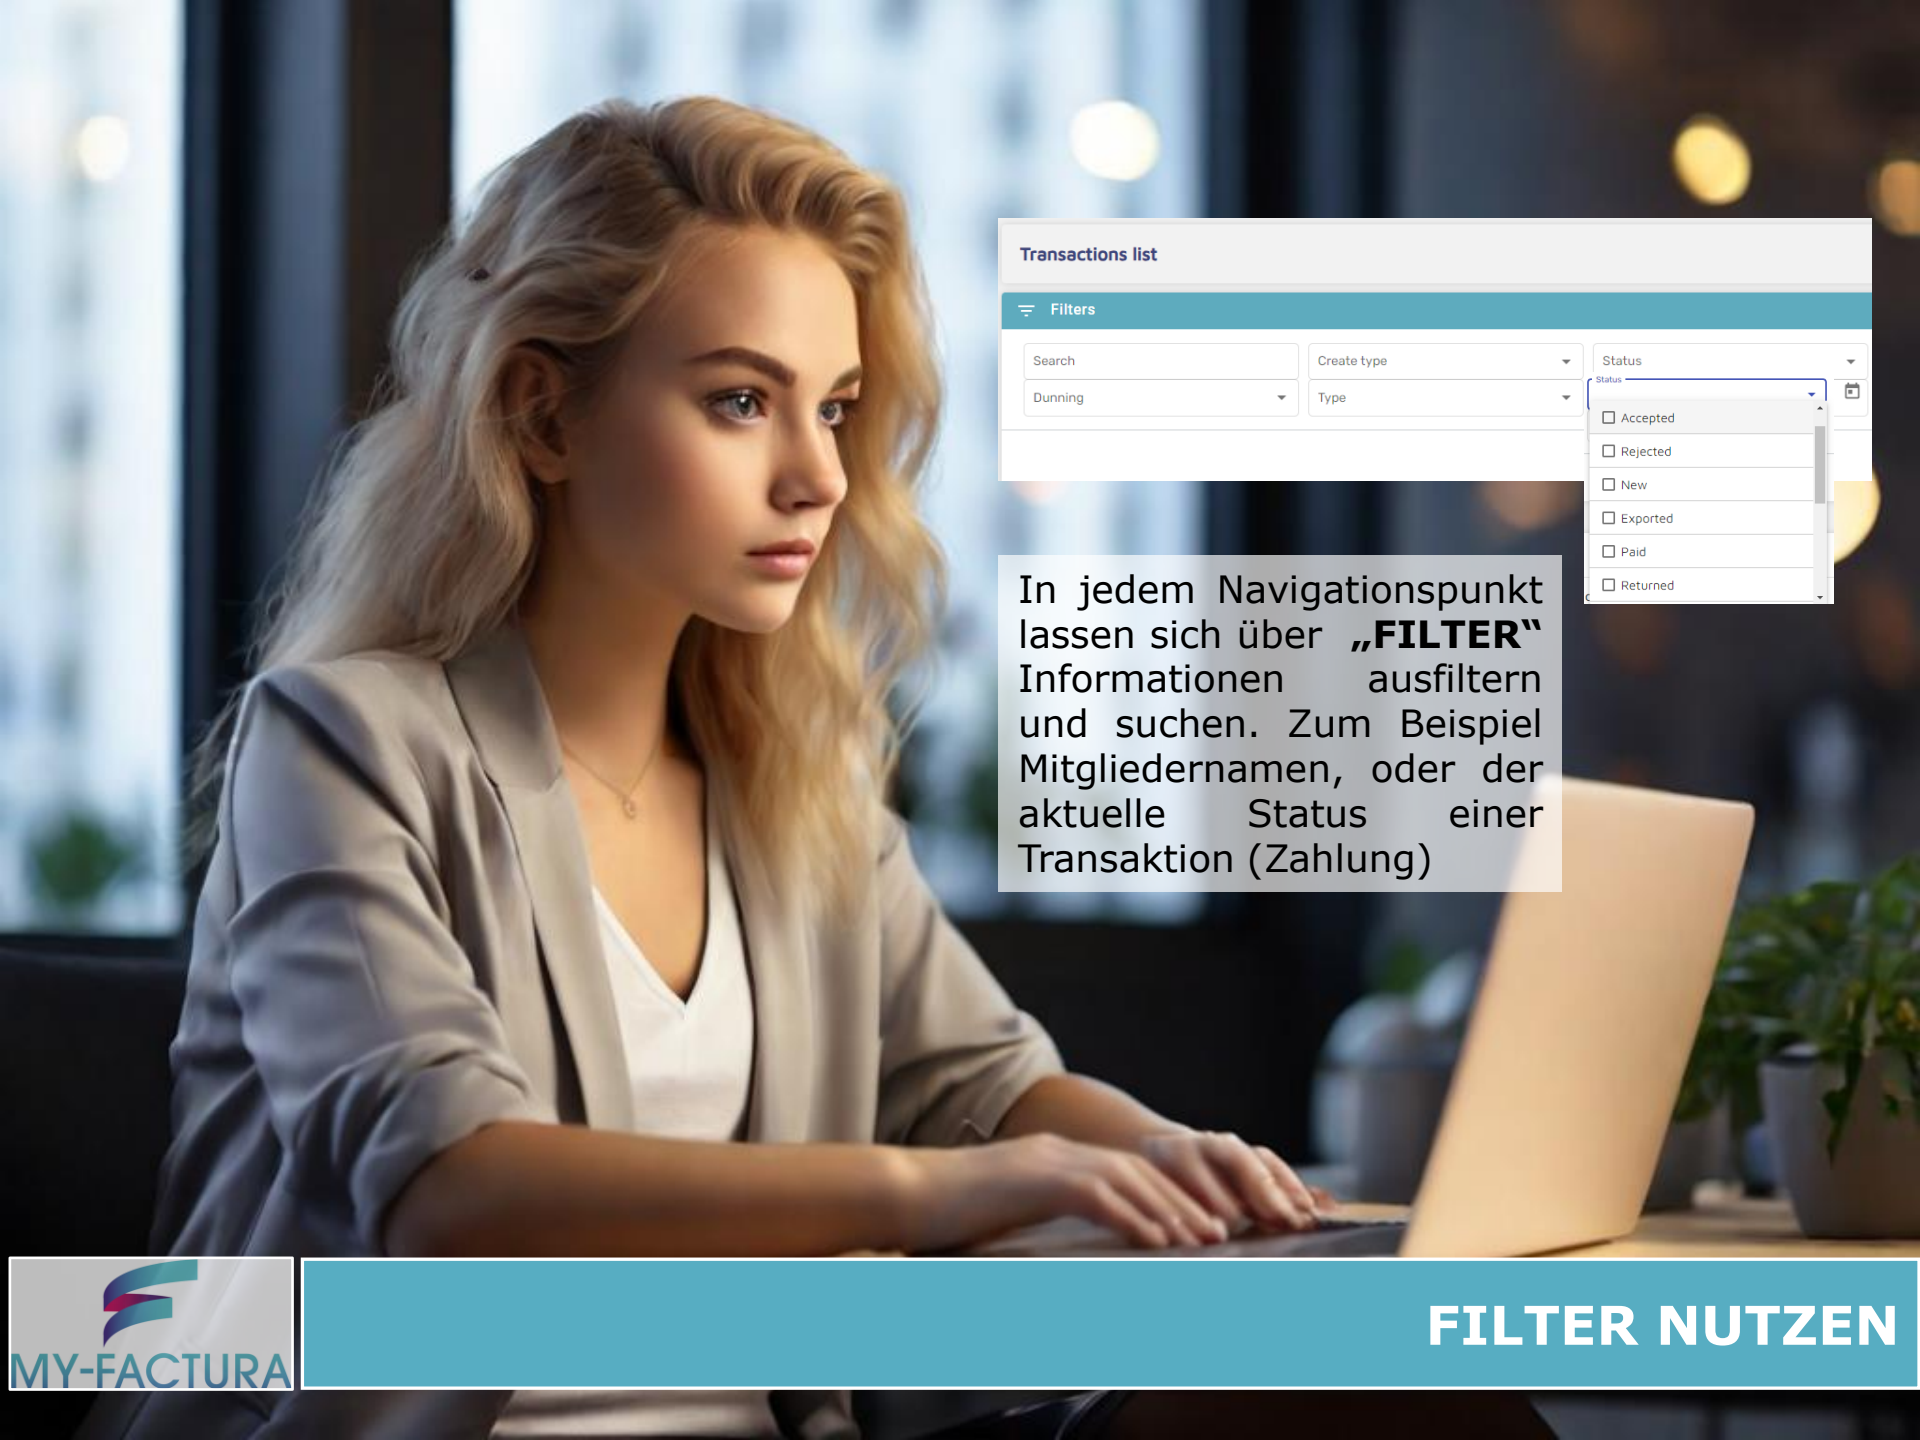 Transactions list
Filters
Search
Create type
Status
Dunning
Type
Status
Accepted
Rejected
New
Exported
Paid
Returned
In jedem Navigationspunkt
lassen sich über „FILTER“
Informationen ausfiltern
und suchen. Zum Beispiel
Mitgliedernamen, oder der
aktuelle Status einer
Transaktion (Zahlung)
MY-FACTURA
FILTER NUTZEN